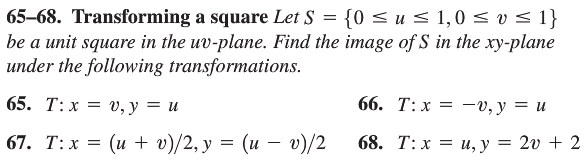 65–68. Transforming a square Let S = {0 ≤ u ≤ 1, 0 ≤ v ≤ 1}
be a unit square in the uv-plane. Find the image of S in the xy-plane
under the following transformations.
65. T: x = v, y = u 66. T: x = −v, y = u
67. T: x = (u + v)/2, y = (u − v)/2 68. T: x = u, y = 2v + 2